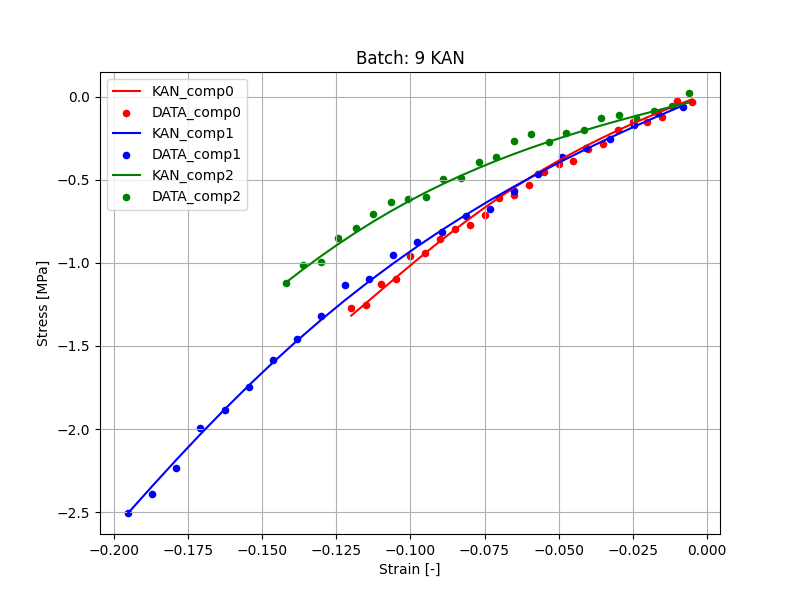 Batch: 9 KAN
KAN_comp0
DATA_comp0
KAN_comp1
DATA_comp1
KAN_comp2
DATA_comp2
0.0
−0.5
−1.0
−1.5
−2.0
−2.5
Stress [MPa]
−0.200 −0.175 −0.150 −0.125 −0.100 −0.075 −0.050 −0.025 0.000
Strain [-]